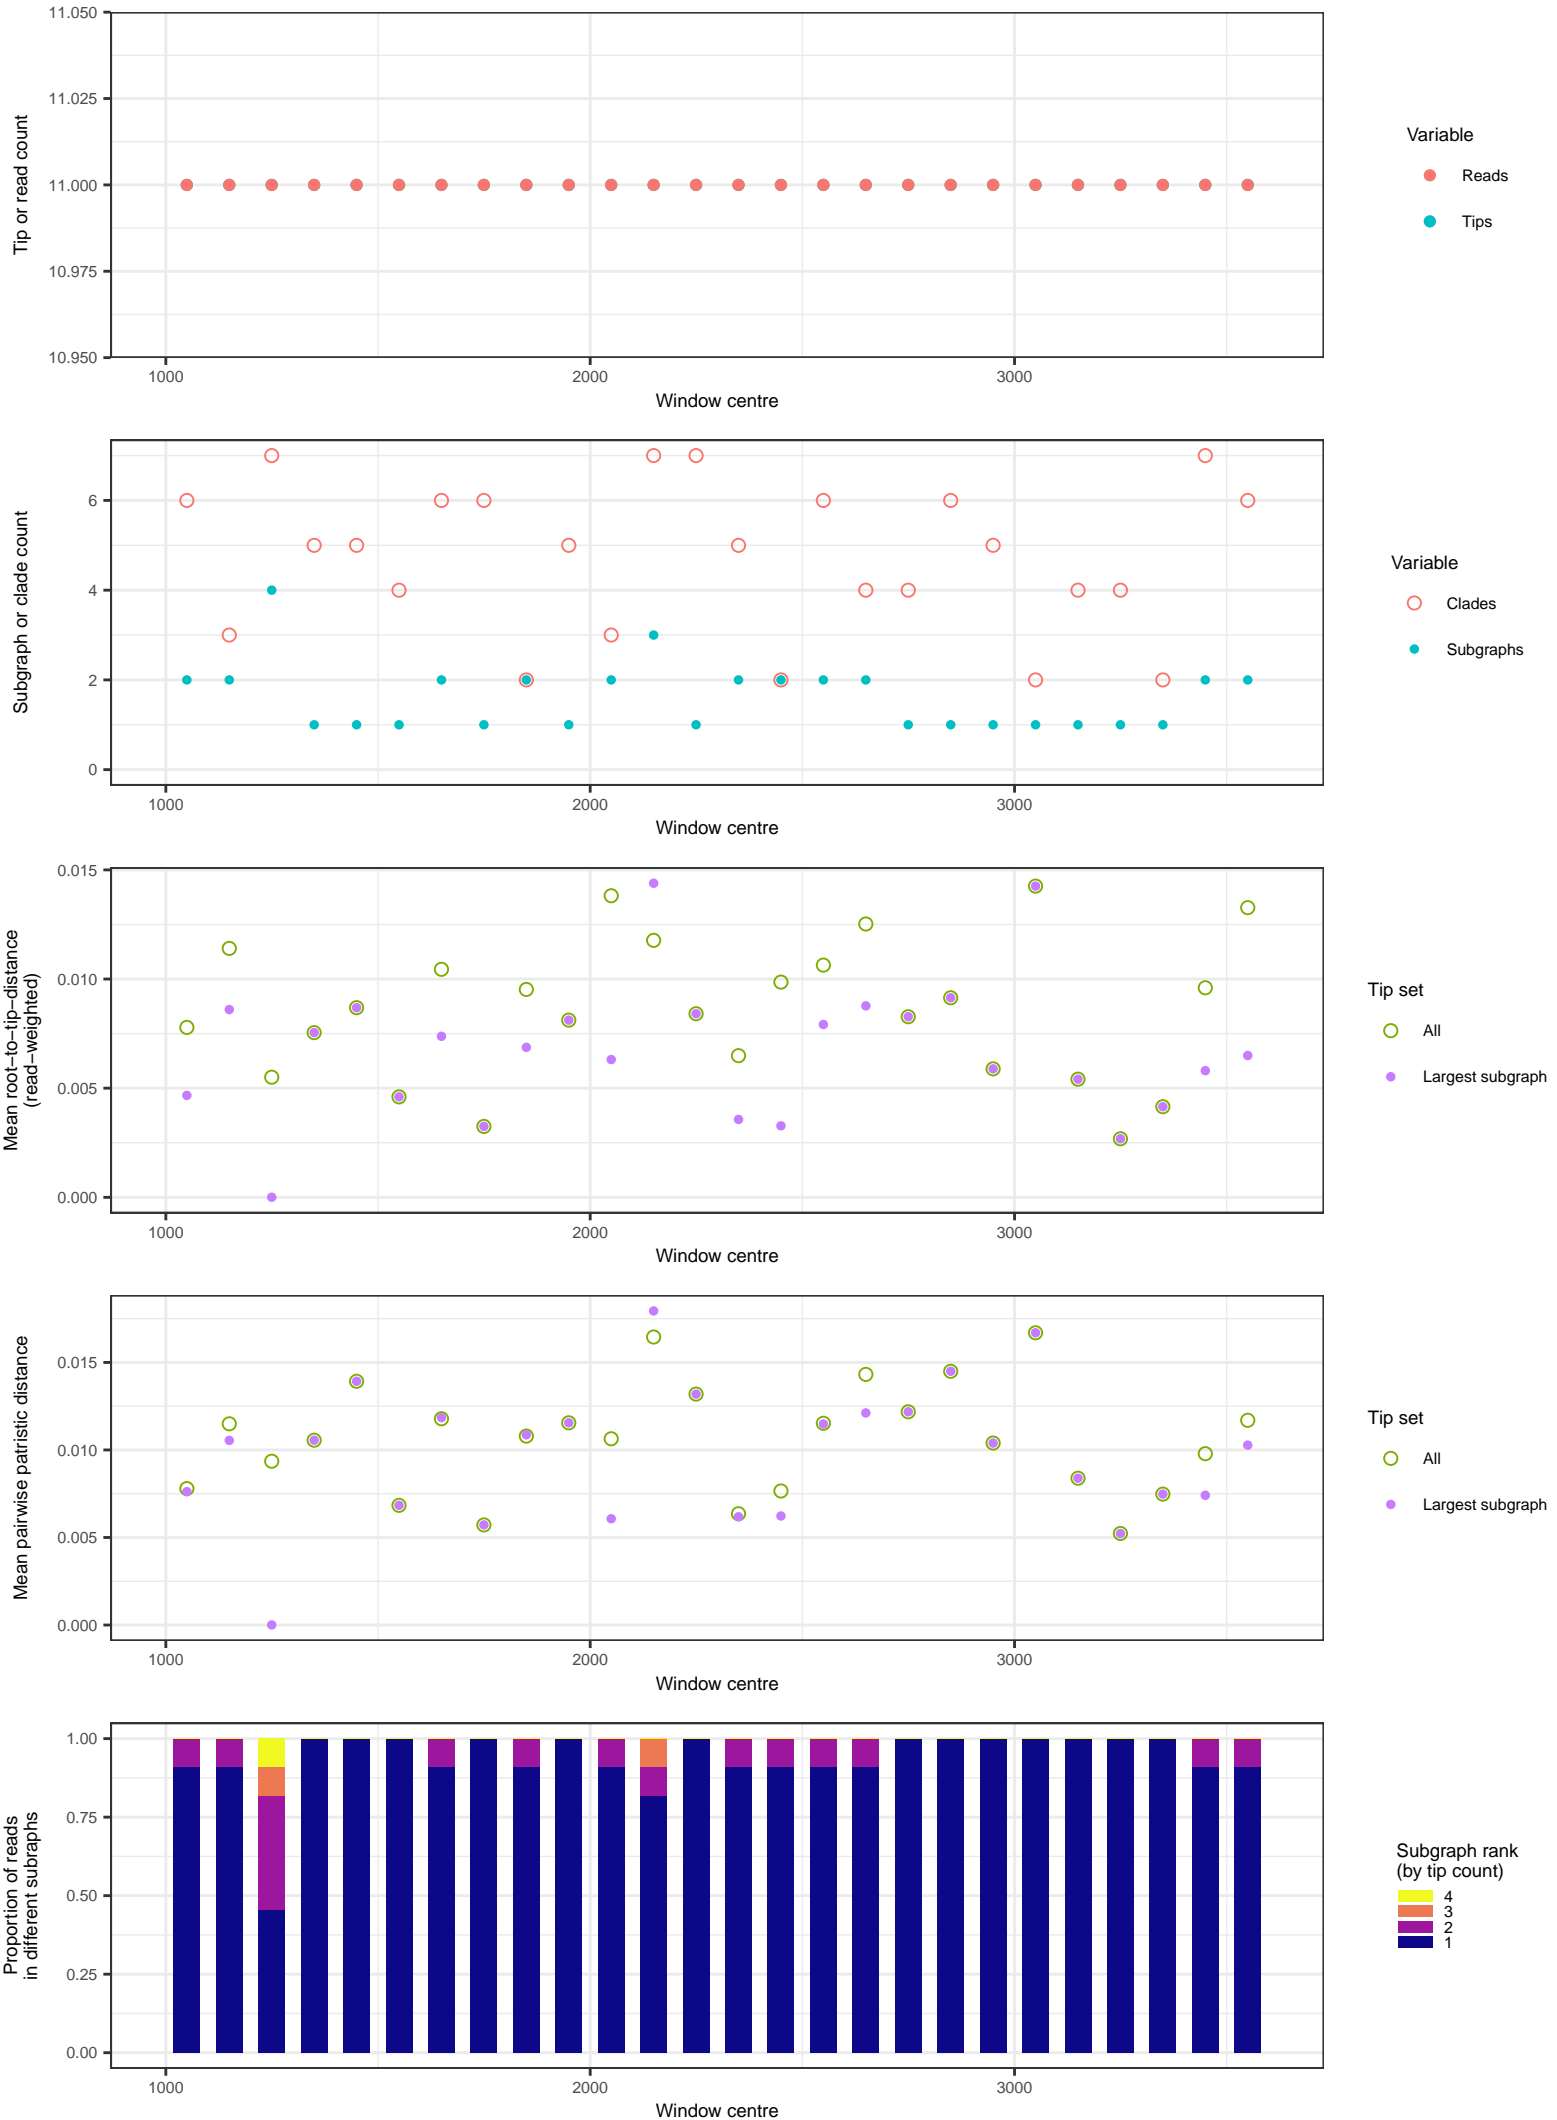 11.050
11.025
11.000
10.975
10.950
Tip or read count
1000
2000
3000
Window centre
Variable
Reads
Tips
6
4
2
0
Subgraph or clade count
1000
2000
3000
Window centre
Variable
Clades
Subgraphs
0.015
0.010
0.005
0.000
Mean root−to−tip−distance
(read−weighted)
1000
2000
3000
Window centre
Tip set
All
Largest subgraph
0.015
0.010
0.005
0.000
Mean pairwise patristic distance
1000
2000
3000
Window centre
Tip set
All
Largest subgraph
1.00
0.75
0.50
0.25
0.00
Proportion of reads
in different subraphs
1000
2000
3000
Window centre
Subgraph rank
(by tip count)
4
3
2
1